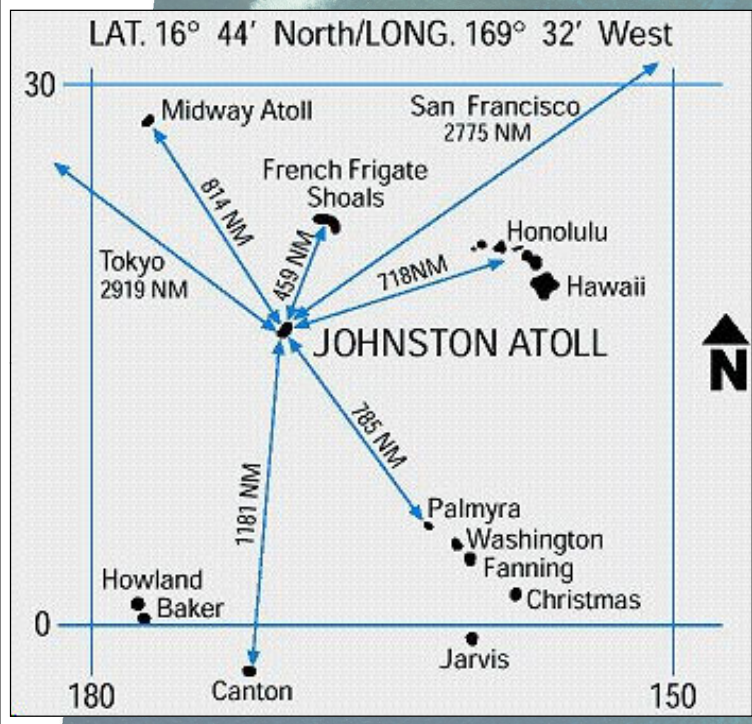 LAT. 16° 44′ North/LONG. 169° 32′ West
30
Midway Atoll
San Francisco
2775 NM
French Frigate
Shoals
814 NM
459 NM
Honolulu
718NM
Hawaii
Tokyo
2919 NM
JOHNSTON ATOLL
N
785 NM
1181 NM
Palmyra
Washington
Fanning
Howland
Baker
Christmas
0
Jarvis
Canton
180
150